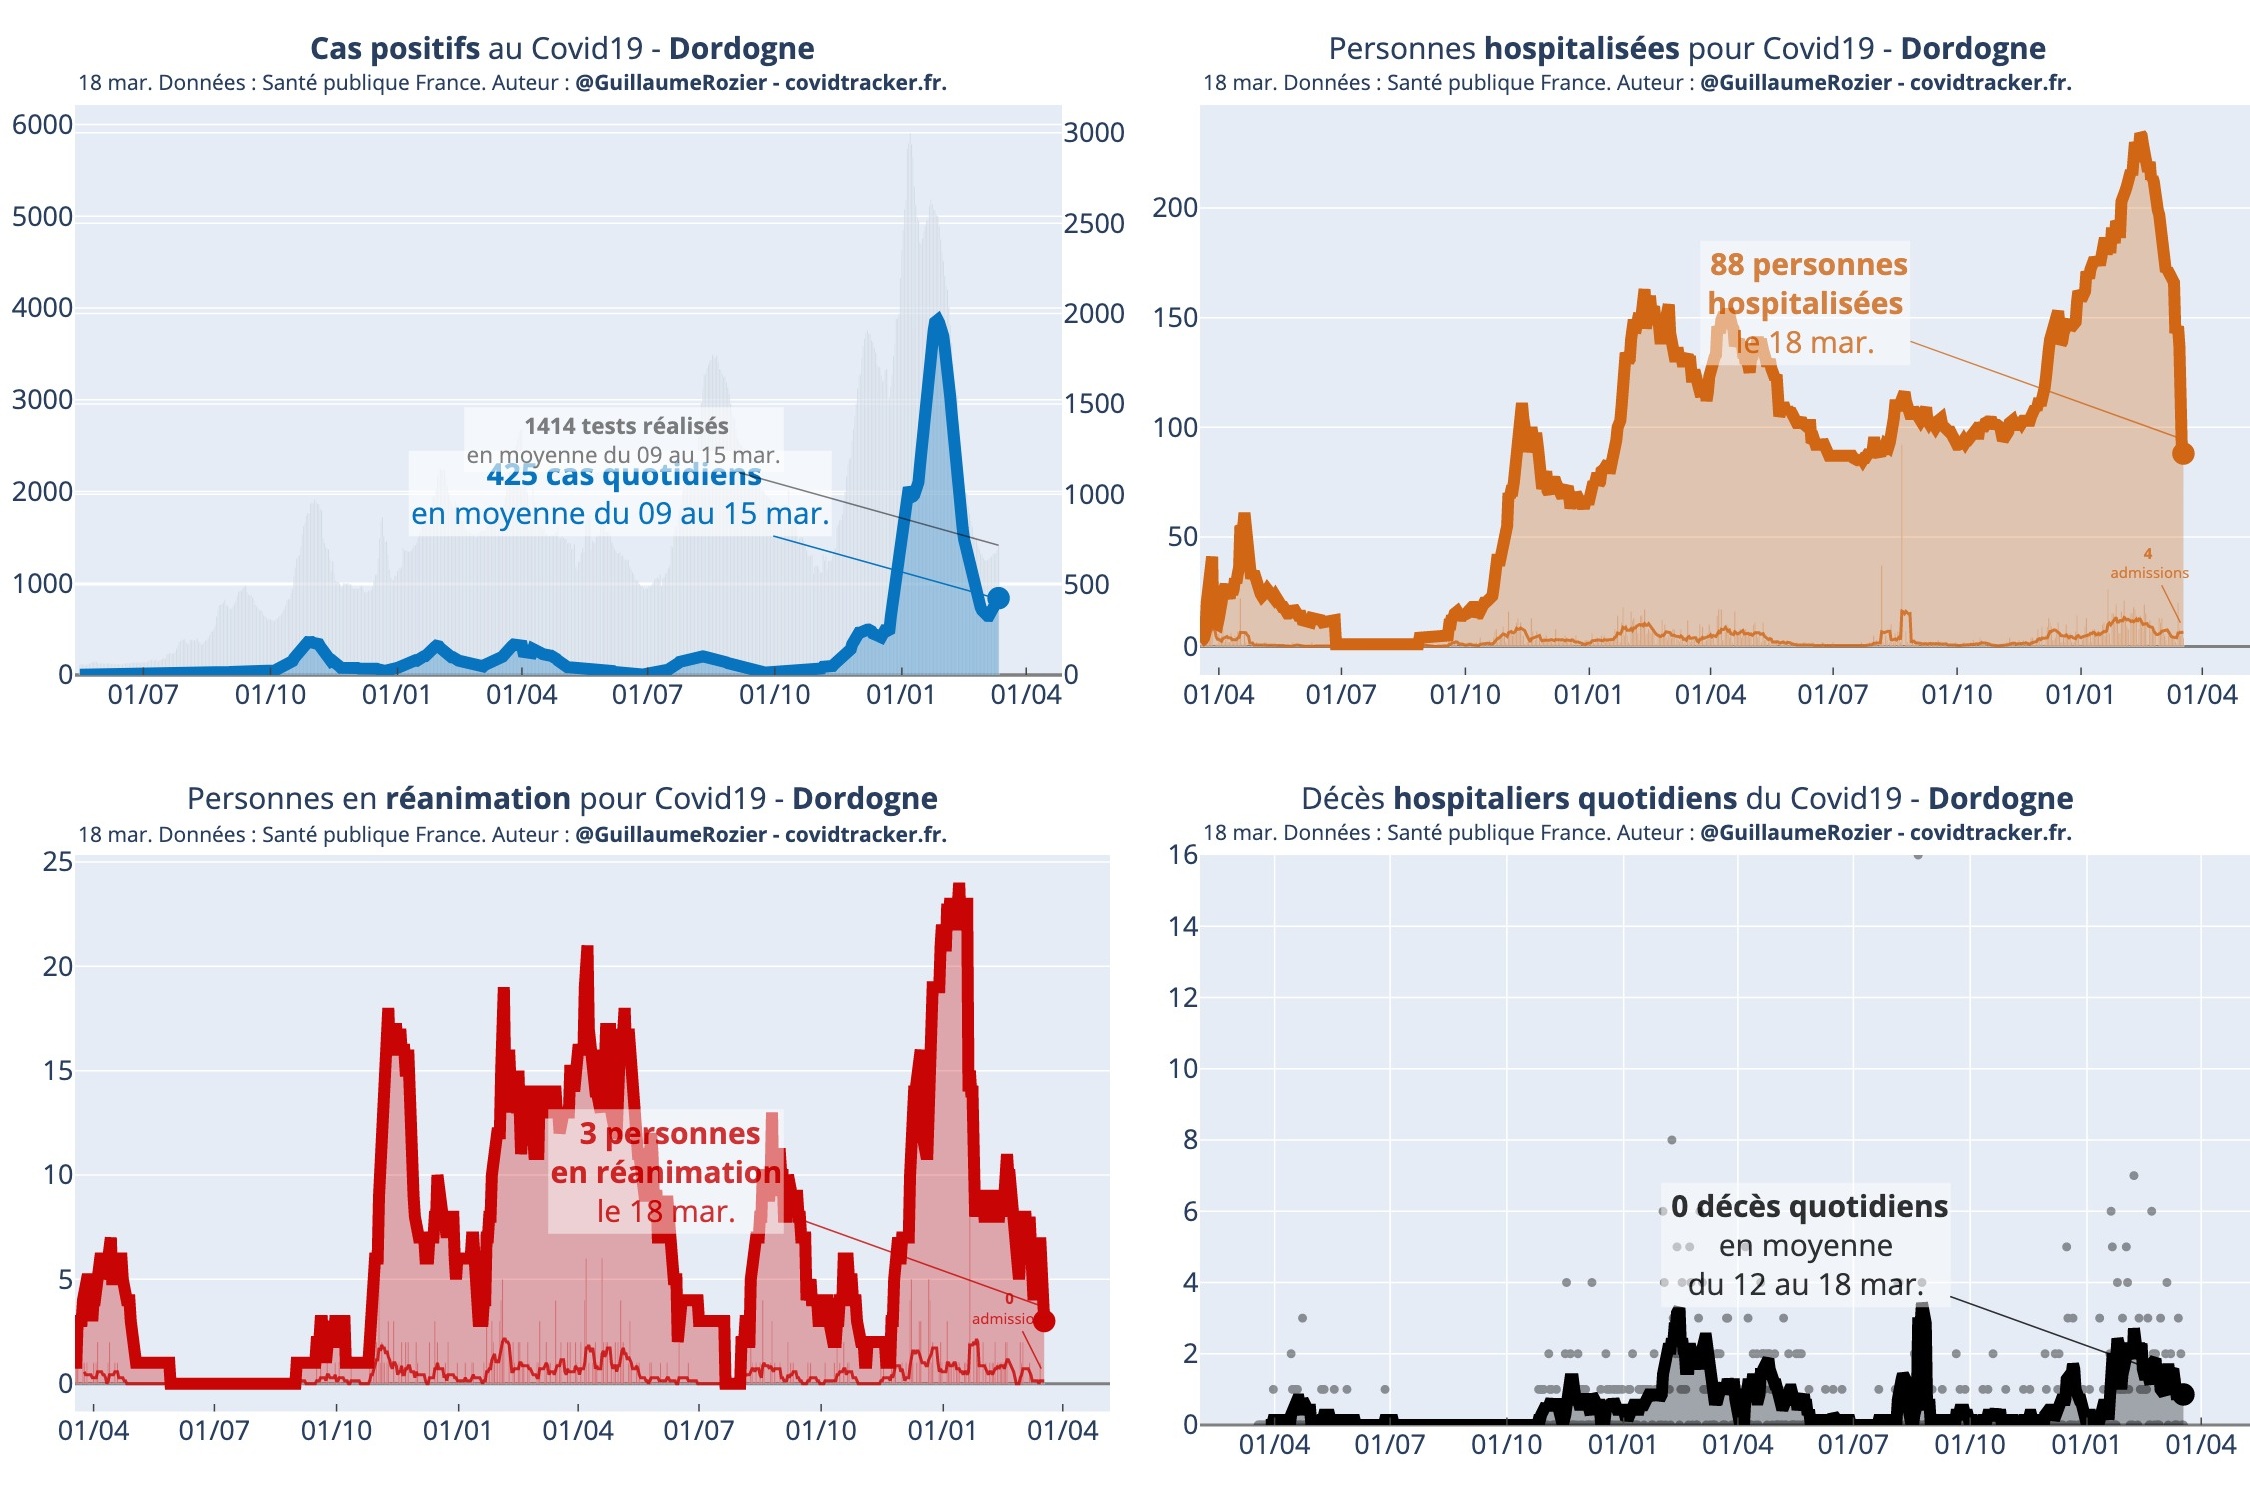 Cas positifs au Covid19 - Dordogne
18 mar. Données : Santé publique France. Auteur : @GuillaumeRozier - covidtracker.fr.
6000
5000
4000
3000
2000
1000
0
3000
2500
2000
1500
1000
500
0
1414 tests réalisés
en moyenne du 09 au 15 mar.
425 cas quotidiens
en moyenne du 09 au 15 mar.
01/07 01/10 01/01 01/04 01/07 01/10 01/01 01/04
Personnes hospitalisées pour Covid19 - Dordogne
18 mar. Données : Santé publique France. Auteur : @GuillaumeRozier - covidtracker.fr.
200
150
100
50
0
88 personnes
hospitalisées
le 18 mar.
4
admissions
01/04 01/07 01/10 01/01 01/04 01/07 01/10 01/01 01/04
Personnes en réanimation pour Covid19 - Dordogne
18 mar. Données : Santé publique France. Auteur : @GuillaumeRozier - covidtracker.fr.
25
20
15
10
5
0
3 personnes
en réanimation
le 18 mar.
0
admissio
01/04 01/07 01/10 01/01 01/04 01/07 01/10 01/01 01/04
Décès hospitaliers quotidiens du Covid19 - Dordogne
18 mar. Données : Santé publique France. Auteur : @GuillaumeRozier - covidtracker.fr.
16
14
12
10
8
6
4
2
0
0 décès quotidiens
en moyenne
du 12 au 18 mar.
01/04 01/07 01/10 01/01 01/04 01/07 01/10 01/01 01/04